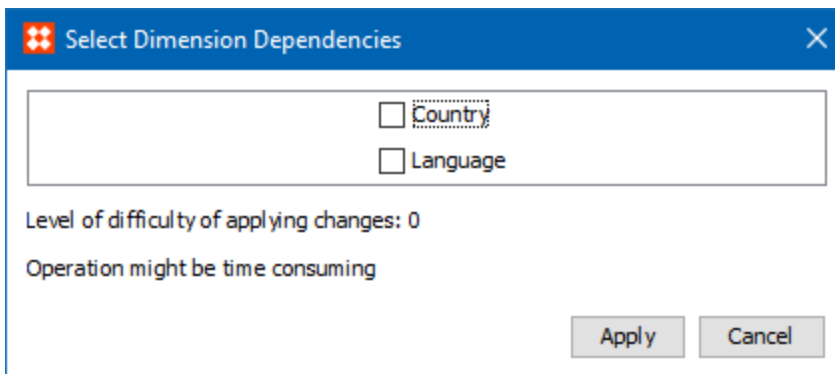 Select Dimension Dependencies
Country
Language
Level of difficulty of applying changes: 0
Operation might be time consuming
Apply Cancel